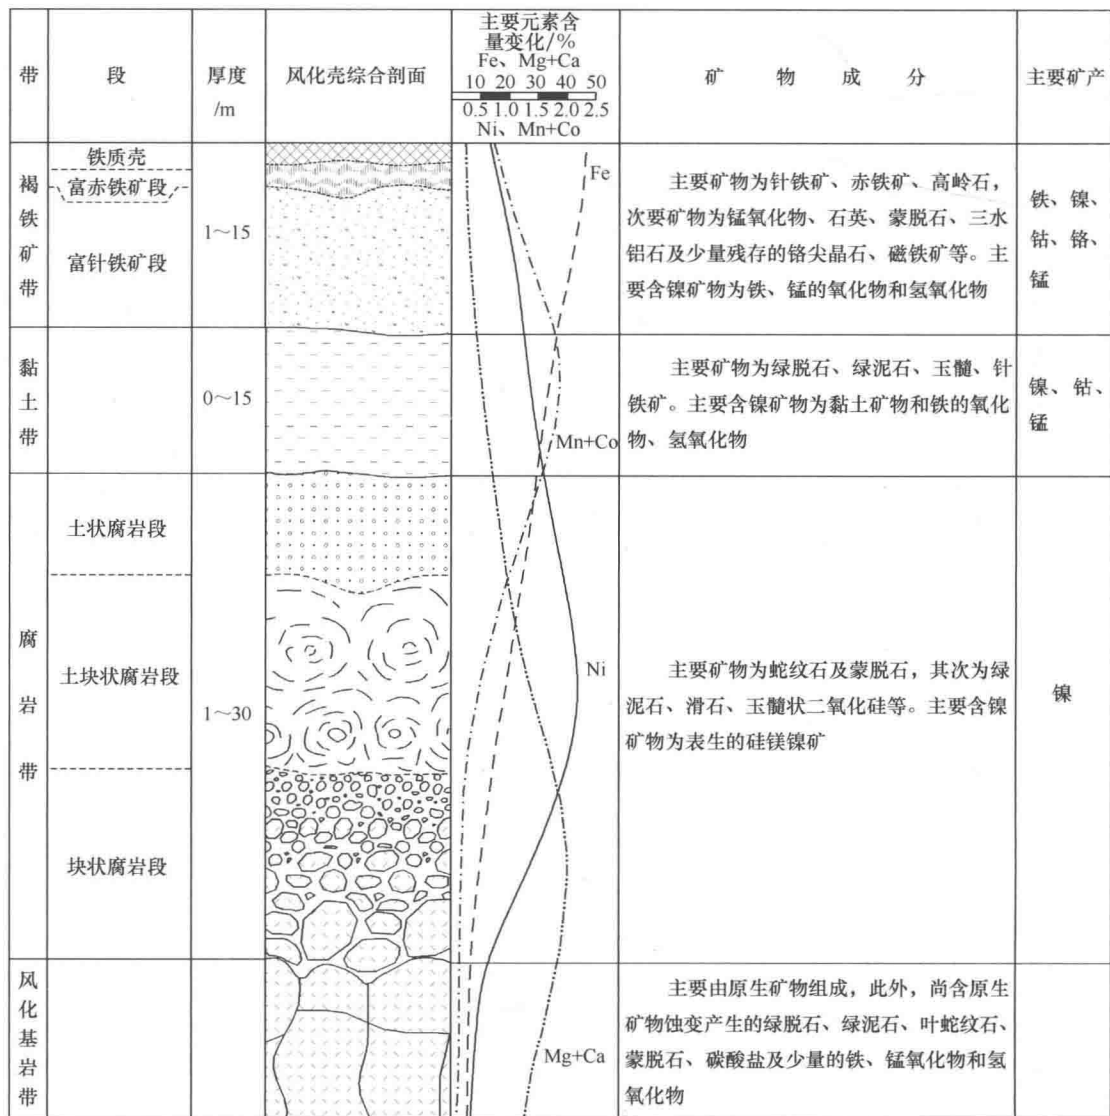 带
段
厚度
/m
风化壳综合剖面
主要元素含
量变化/%
Fe、Mg+Ca
10 20 30 40 50
0.5 1.0 1.5 2.0 2.5
Ni、Mn+Co
矿物成分
主要矿产
褐铁矿带
铁质壳
富赤铁矿段
富针铁矿段
1~15
Fe
主要矿物为针铁矿、赤铁矿、高岭石，
次要矿物为锰氧化物、石英、蒙脱石、三水
铝石及少量残存的铬尖晶石、磁铁矿等。主
要含镍矿物为铁、锰的氧化物和氢氧化物
铁、镍、
钴、铬、
锰
黏土带
0~15
Mn+Co
主要矿物为绿脱石、绿泥石、玉髓、针
铁矿。主要含镍矿物为黏土矿物和铁的氧化
物、氢氧化物
镍、钴、
锰
腐岩带
土状腐岩段
土块状腐岩段
块状腐岩段
1~30
Ni
主要矿物为蛇纹石及蒙脱石，其次为绿
泥石、滑石、玉髓状二氧化硅等。主要含镍
矿物为表生的硅镁镍矿
镍
风化基岩带
Mg+Ca
主要由原生矿物组成，此外，尚含原生
矿物蚀变产生的绿脱石、绿泥石、叶蛇纹石、
蒙脱石、碳酸盐及少量的铁、锰氧化物和氢
氧化物